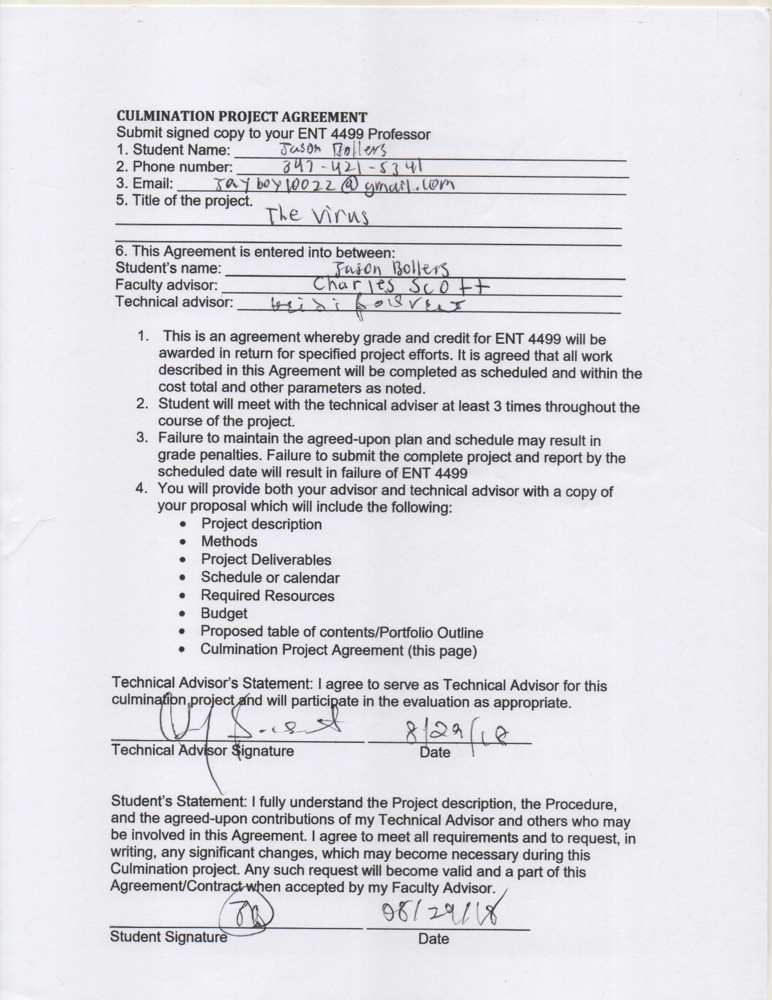 CULMINATION PROJECT AGREEMENT
Submit signed copy to your ENT 4499 Professor
1. Student Name: Jason Bollers
2. Phone number: 347-421-5341
3. Email: Jayboy10022@gmail.com
5. Title of the project.
The Virus
6. This Agreement is entered into between:
Student's name: Jason Bollers
Faculty advisor: Charles Scott
Technical advisor: Heidi
1. This is an agreement whereby grade and credit for ENT 4499 will be
awarded in return for specified project efforts. It is agreed that all work
described in this Agreement will be completed as scheduled and within the
cost total and other parameters as noted.
2. Student will meet with the technical adviser at least 3 times throughout the
course of the project.
3. Failure to maintain the agreed-upon plan and schedule may result in
grade penalties. Failure to submit the complete project and report by the
scheduled date will result in failure of ENT 4499
4. You will provide both your advisor and technical advisor with a copy of
your proposal which will include the following:
• Project description
• Methods
• Project Deliverables
• Schedule or calendar
• Required Resources
• Budget
• Proposed table of contents/Portfolio Outline
• Culmination Project Agreement (this page)
Technical Advisor's Statement: I agree to serve as Technical Advisor for this
culmination project and will participate in the evaluation as appropriate.
8/29/18
Technical Advisor Signature Date
Student's Statement: I fully understand the Project description, the Procedure,
and the agreed-upon contributions of my Technical Advisor and others who may
be involved in this Agreement. I agree to meet all requirements and to request, in
writing, any significant changes, which may become necessary during this
Culmination project. Any such request will become valid and a part of this
Agreement/Contract when accepted by my Faculty Advisor.
JB 08/29/18
Student Signature Date